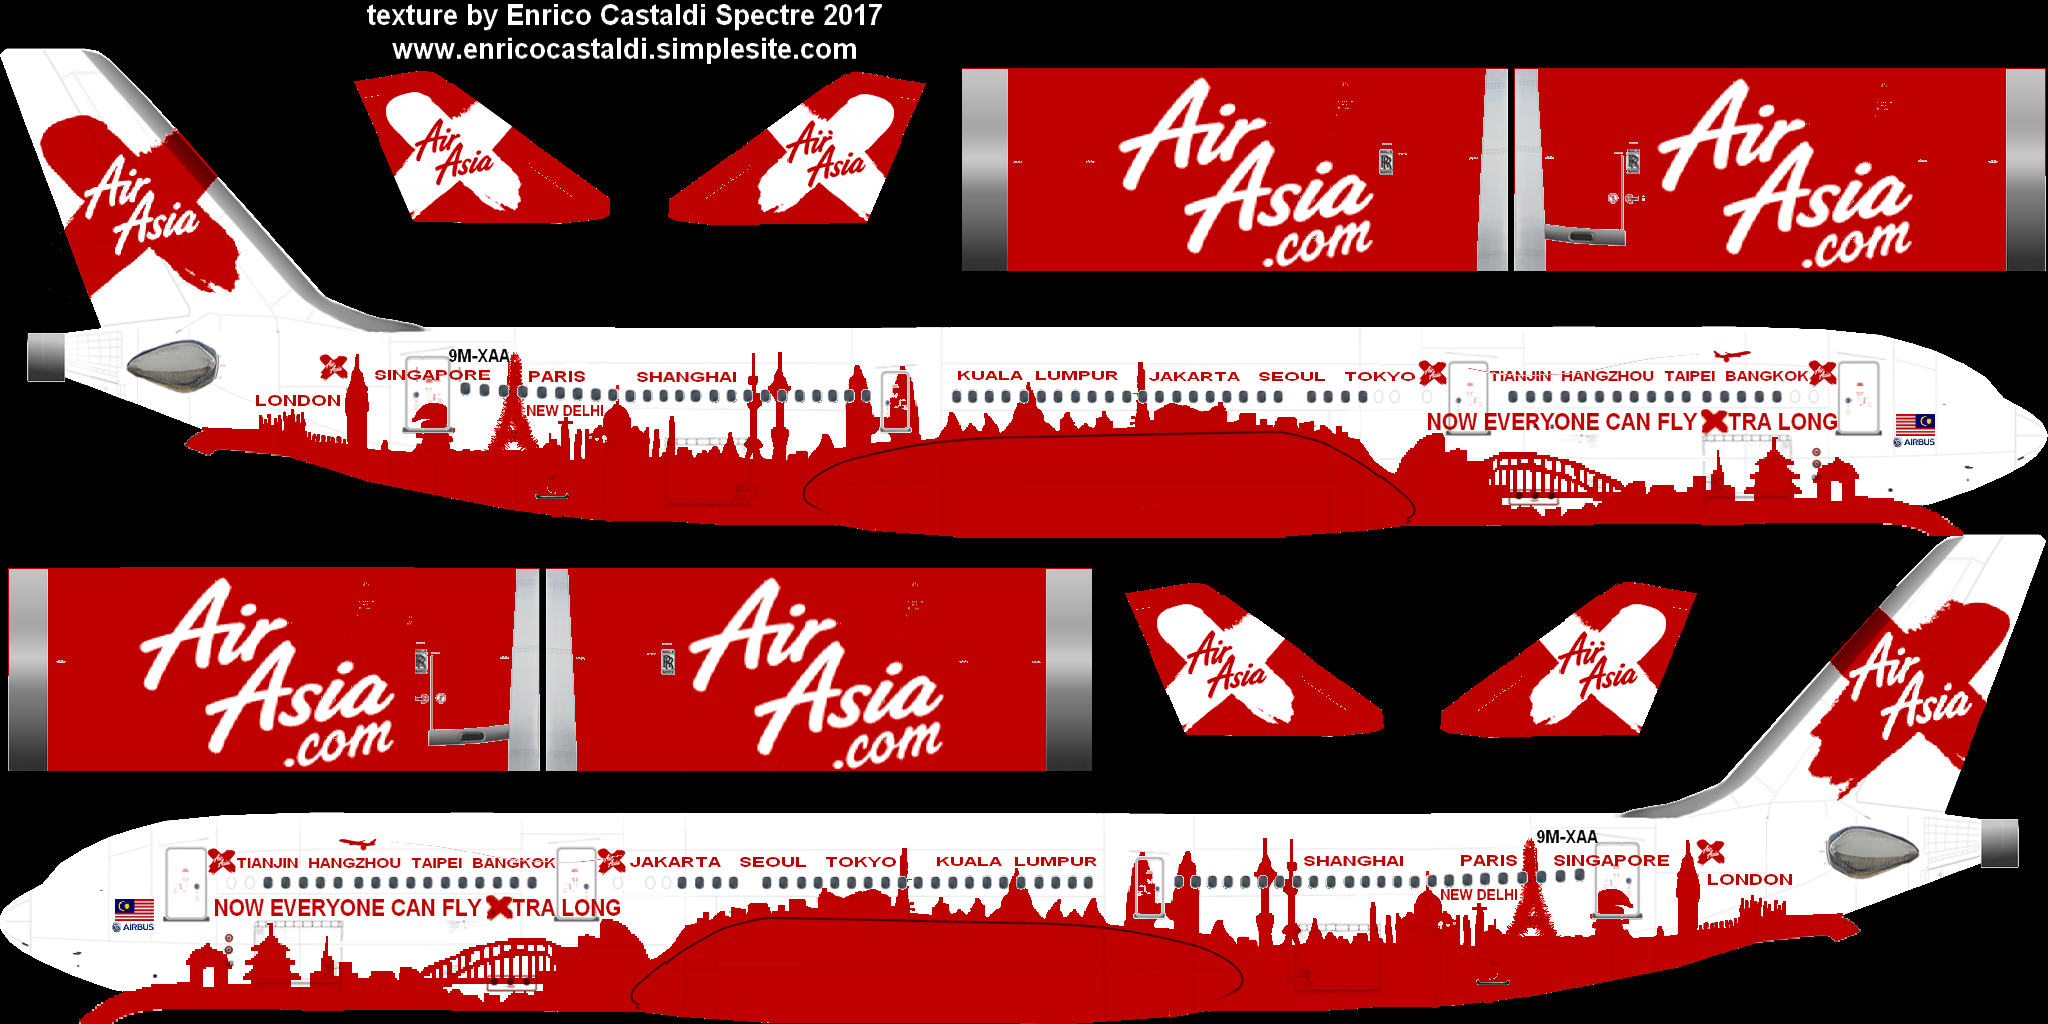 texture by Enrico Castaldi Spectre 2017
www.enricocastaldi.simplesite.com
Air
Asia
Air
Asia
Air
Asia
Air
Asia
.com
Air
Asia
.com
9M-XAA
LONDON
SINGAPORE
PARIS
NEW DELHI
SHANGHAI
KUALA LUMPUR
JAKARTA
SEOUL
TOKYO
TIANJIN HANGZHOU TAIPEI BANGKOK
NOW EVERYONE CAN FLY XTRA LONG
AIRBUS
Air
Asia
.com
Air
Asia
.com
Air
Asia
Air
Asia
Air
Asia
TIANJIN HANGZHOU TAIPEI BANGKOK
JAKARTA
SEOUL
TOKYO
KUALA LUMPUR
SHANGHAI
PARIS
NEW DELHI
9M-XAA
SINGAPORE
LONDON
NOW EVERYONE CAN FLY XTRA LONG
AIRBUS